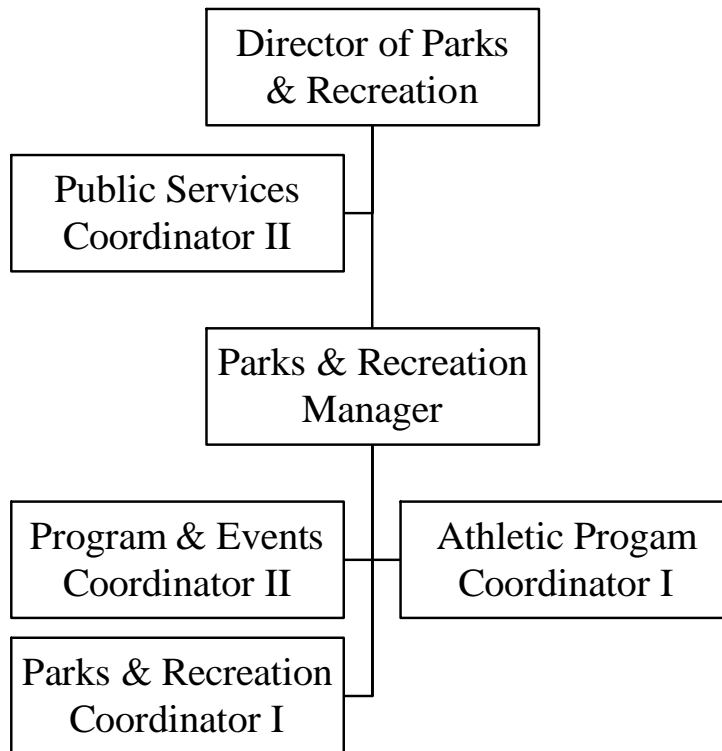 Director of Parks
& Recreation
Public Services
Coordinator II
Parks & Recreation
Manager
Program & Events
Coordinator II
Athletic Progam
Coordinator I
Parks & Recreation
Coordinator I